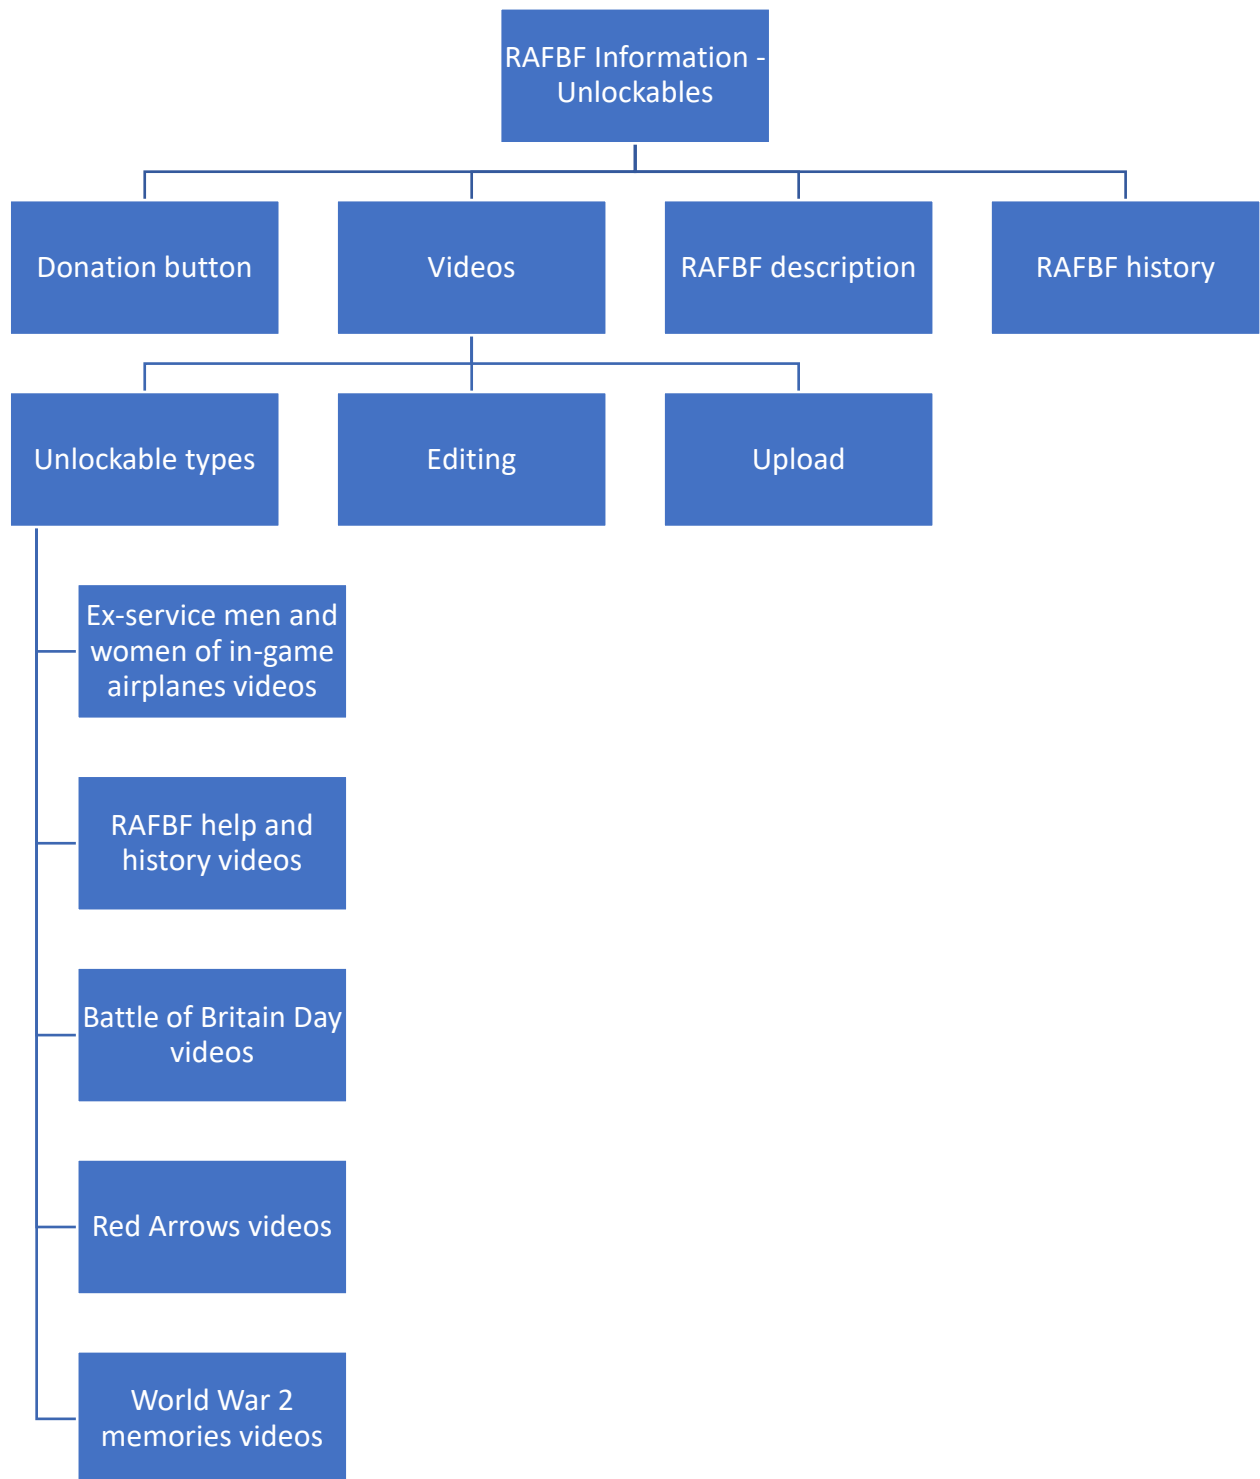 RAFBF Information -
Unlockables
Donation button
Videos
RAFBF description
RAFBF history
Unlockable types
Editing
Upload
Ex-service men and
women of in-game
airplanes videos
RAFBF help and
history videos
Battle of Britain Day
videos
Red Arrows videos
World War 2
memories videos